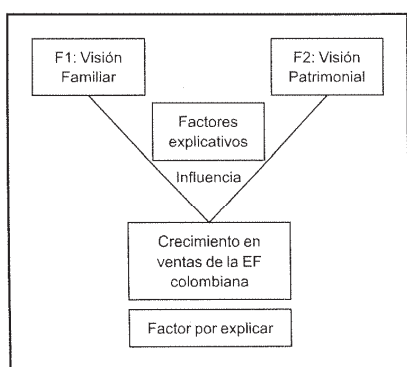 F1: Visión
Familiar
F2: Visión
Patrimonial
Factores
explicativos
Influencia
Crecimiento en
ventas de la EF
colombiana
Factor por explicar